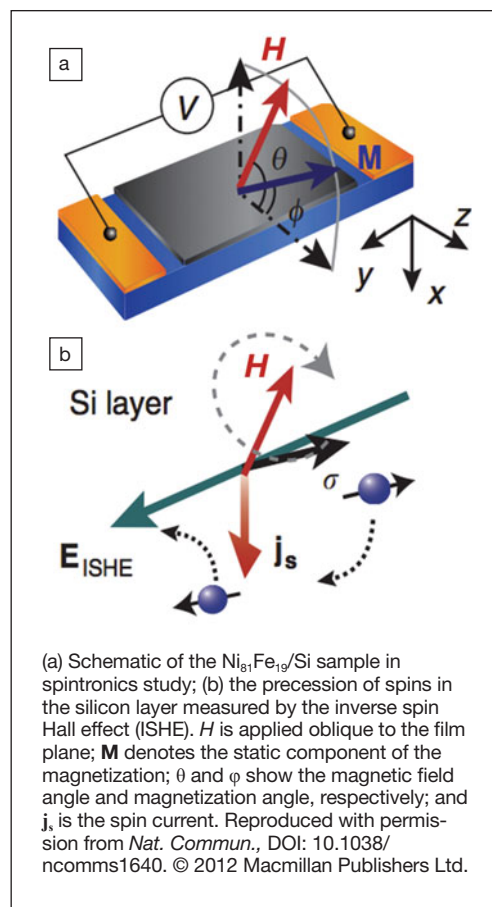 a
H
V
θ
M
ϕ
z
y
x
b
H
Si layer
σ
E_ISHE
j_s
(a) Schematic of the Ni₈₁Fe₁₉/Si sample in
spintronics study; (b) the precession of spins in
the silicon layer measured by the inverse spin
Hall effect (ISHE). H is applied oblique to the film
plane; M denotes the static component of the
magnetization; θ and φ show the magnetic field
angle and magnetization angle, respectively; and
jₛ is the spin current. Reproduced with permis-
sion from Nat. Commun., DOI: 10.1038/
ncomms1640. © 2012 Macmillan Publishers Ltd.